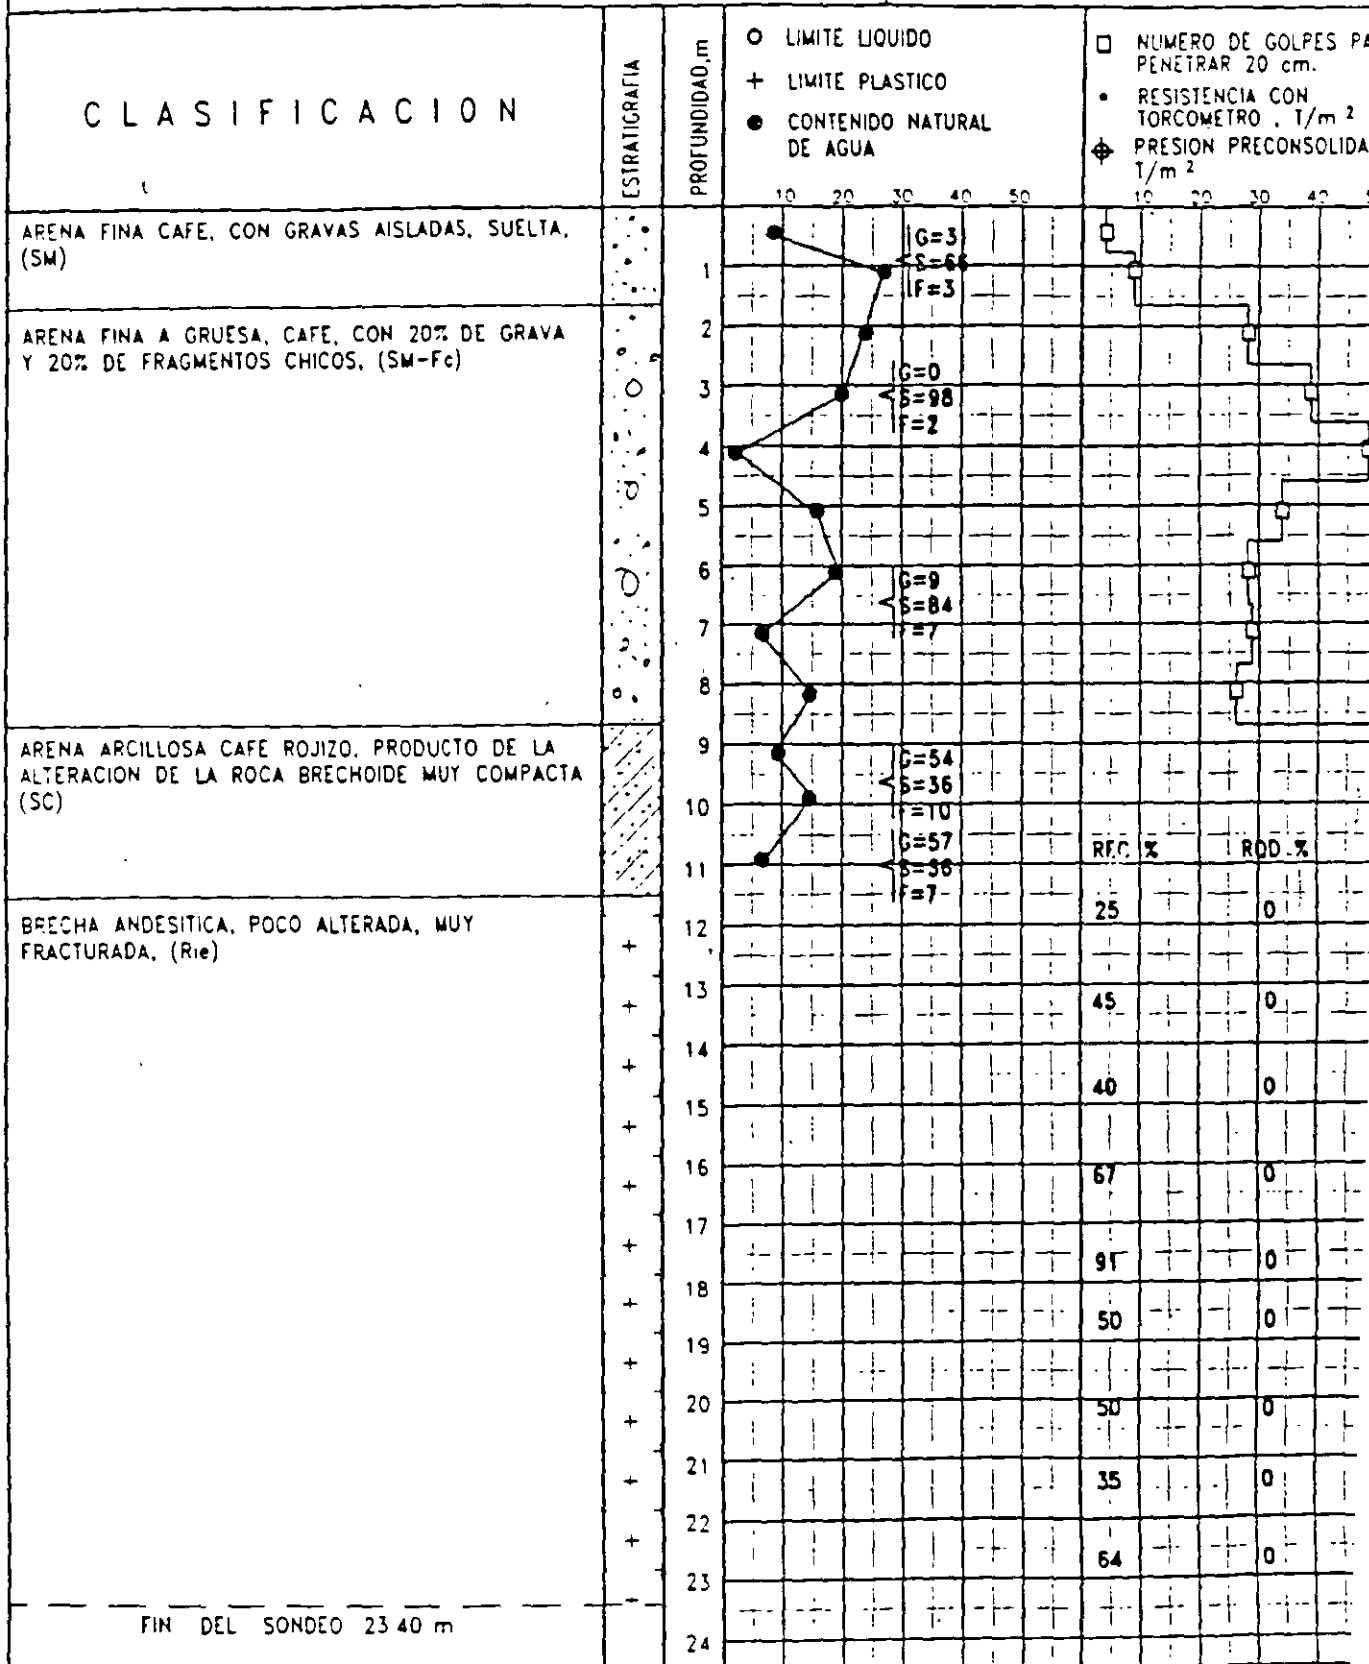 CLASIFICACION
ESTRATIGRAFIA
PROFUNDIDAD,m
LIMITE LIQUIDO
+ LIMITE PLASTICO
CONTENIDO NATURAL
DE AGUA
NUMERO DE GOLPES PA
PENETRAR 20 cm.
RESISTENCIA CON
TORCOMETRO , T/m 2
PRESION PRECONSOLIDA
T/m 2
10 20 30 40 50
10 20 30 40
ARENA FINA CAFE, CON GRAVAS AISLADAS, SUELTA,
(SM)
G=3
S=66
F=3
1
ARENA FINA A GRUESA, CAFE, CON 20% DE GRAVA
Y 20% DE FRAGMENTOS CHICOS, (SM-Fc)
2
G=0
3
S=98
F=2
4
5
6
G=9
S=84
7
F=7
8
ARENA ARCILLOSA CAFE ROJIZO, PRODUCTO DE LA
ALTERACION DE LA ROCA BRECHOIDE MUY COMPACTA
(SC)
9
G=54
S=36
10
F=10
G=57
REC. % RQD %
11
S=36
F=7
25 0
BRECHA ANDESITICA, POCO ALTERADA, MUY
FRACTURADA, (Rie)
12
13
45 0
14
40 0
15
16
67 0
17
91 0
18
50 0
19
20
50 0
21
35 0
22
64 0
23
FIN DEL SONDEO 23 40 m
24